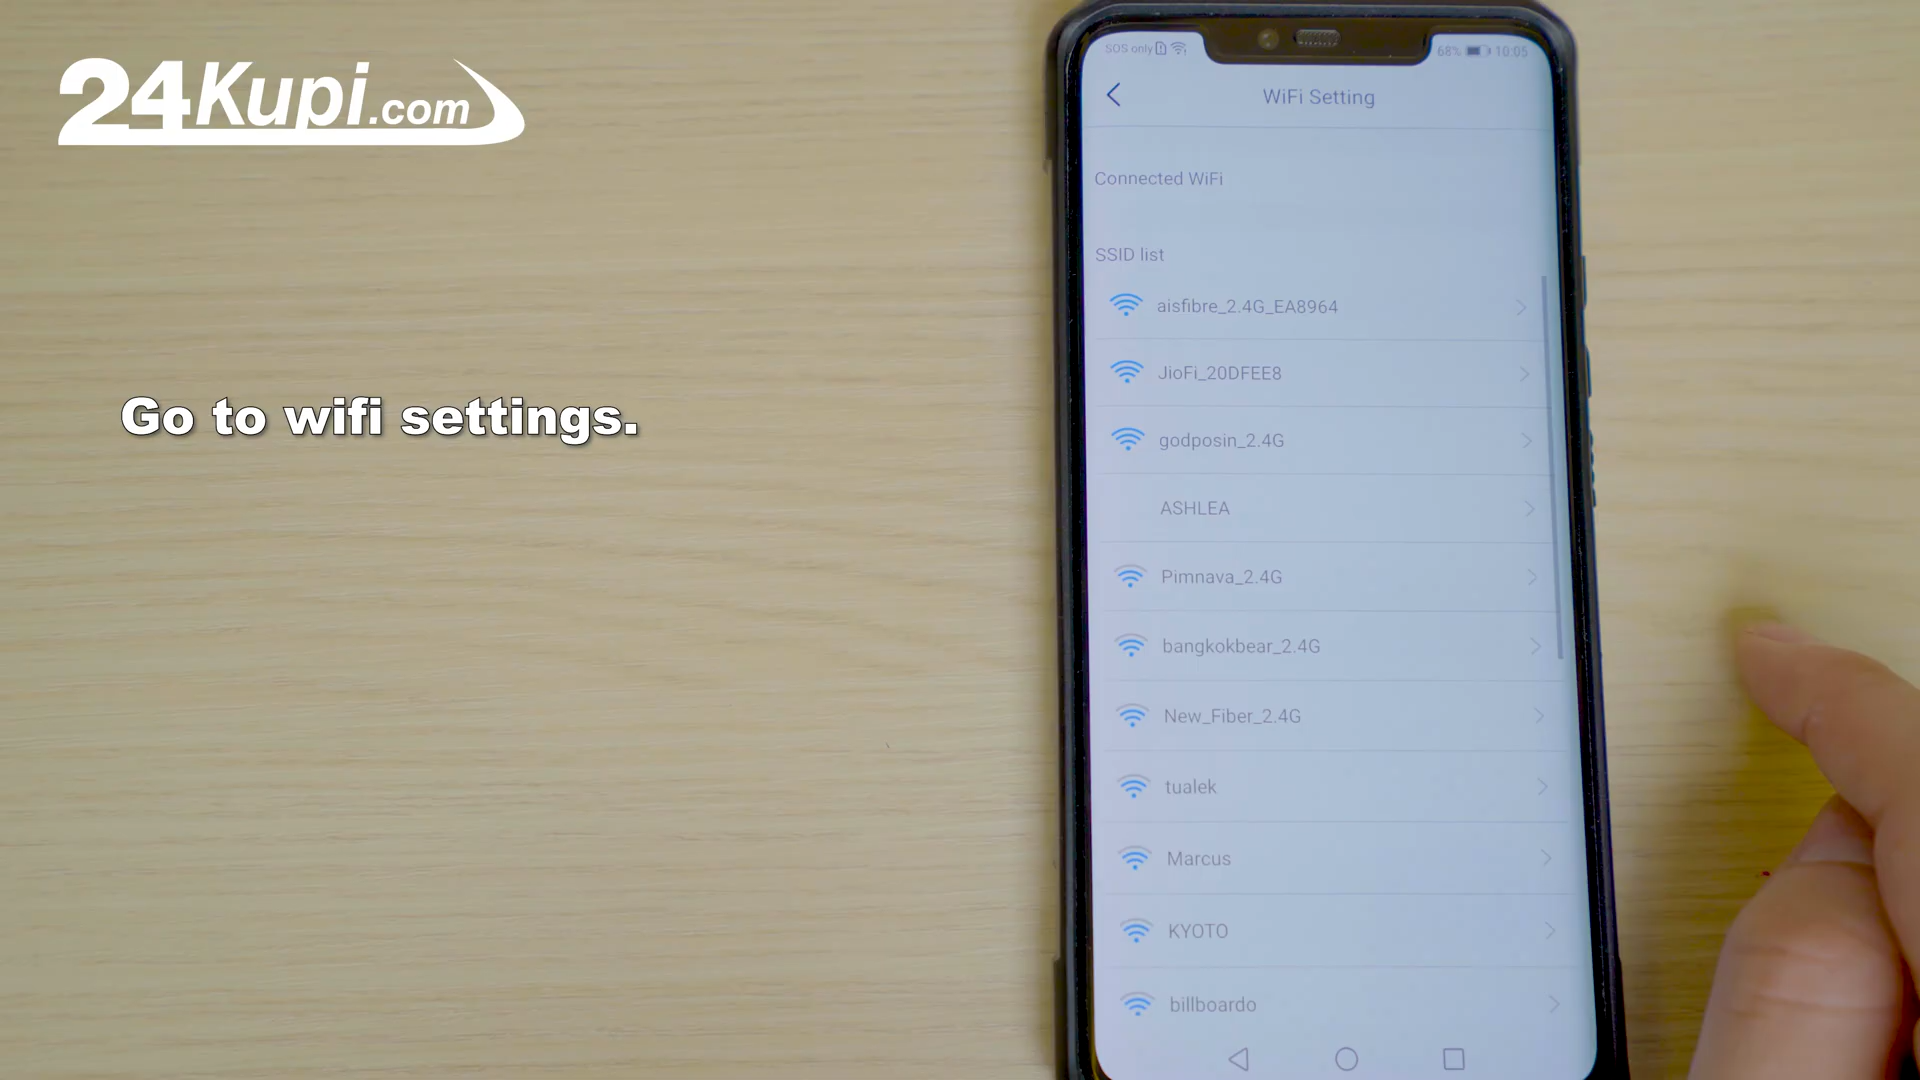 24Kupi.com
Go to wifi settings.
SOS only
68% 10:05
WiFi Setting
Connected WiFi
SSID list
aisfibre_2.4G_EA8964
JioFi_20DFEE8
godposin_2.4G
ASHLEA
Pimnava_2.4G
bangkokbear_2.4G
New_Fiber_2.4G
tualek
Marcus
KYOTO
billboardo